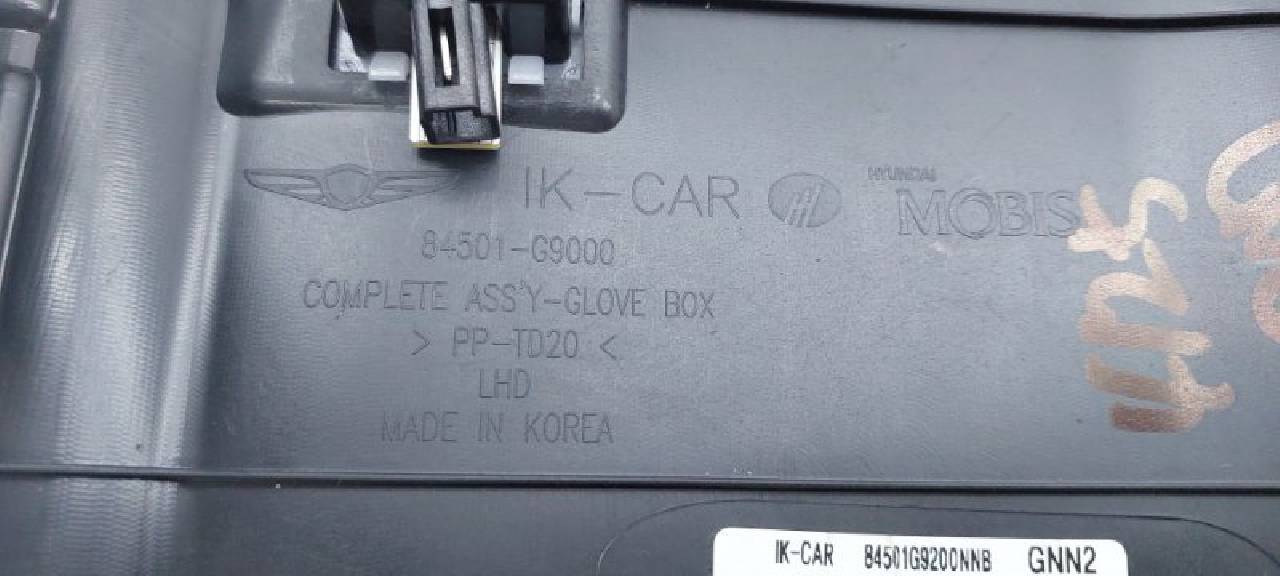 IK-CAR
HYUNDAI
MOBIS
84501-G9000
COMPLETE ASS'Y-GLOVE BOX
> PP-TD20 <
LHD
MADE IN KOREA
IK-CAR 84501G9200NNB GNN2